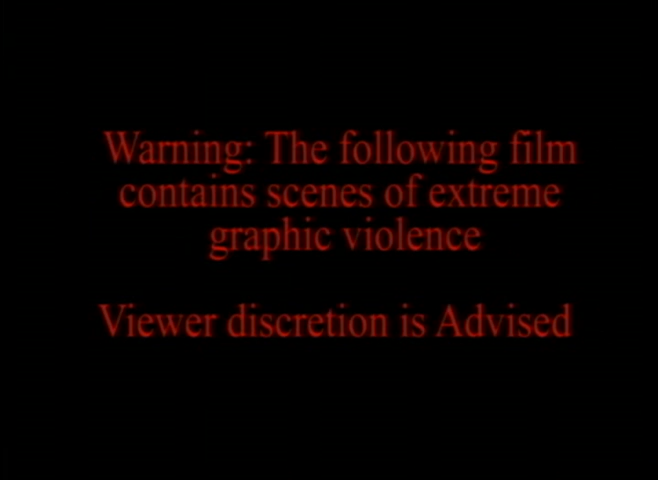 Warning: The following film
contains scenes of extreme
graphic violence
Viewer discretion is Advised